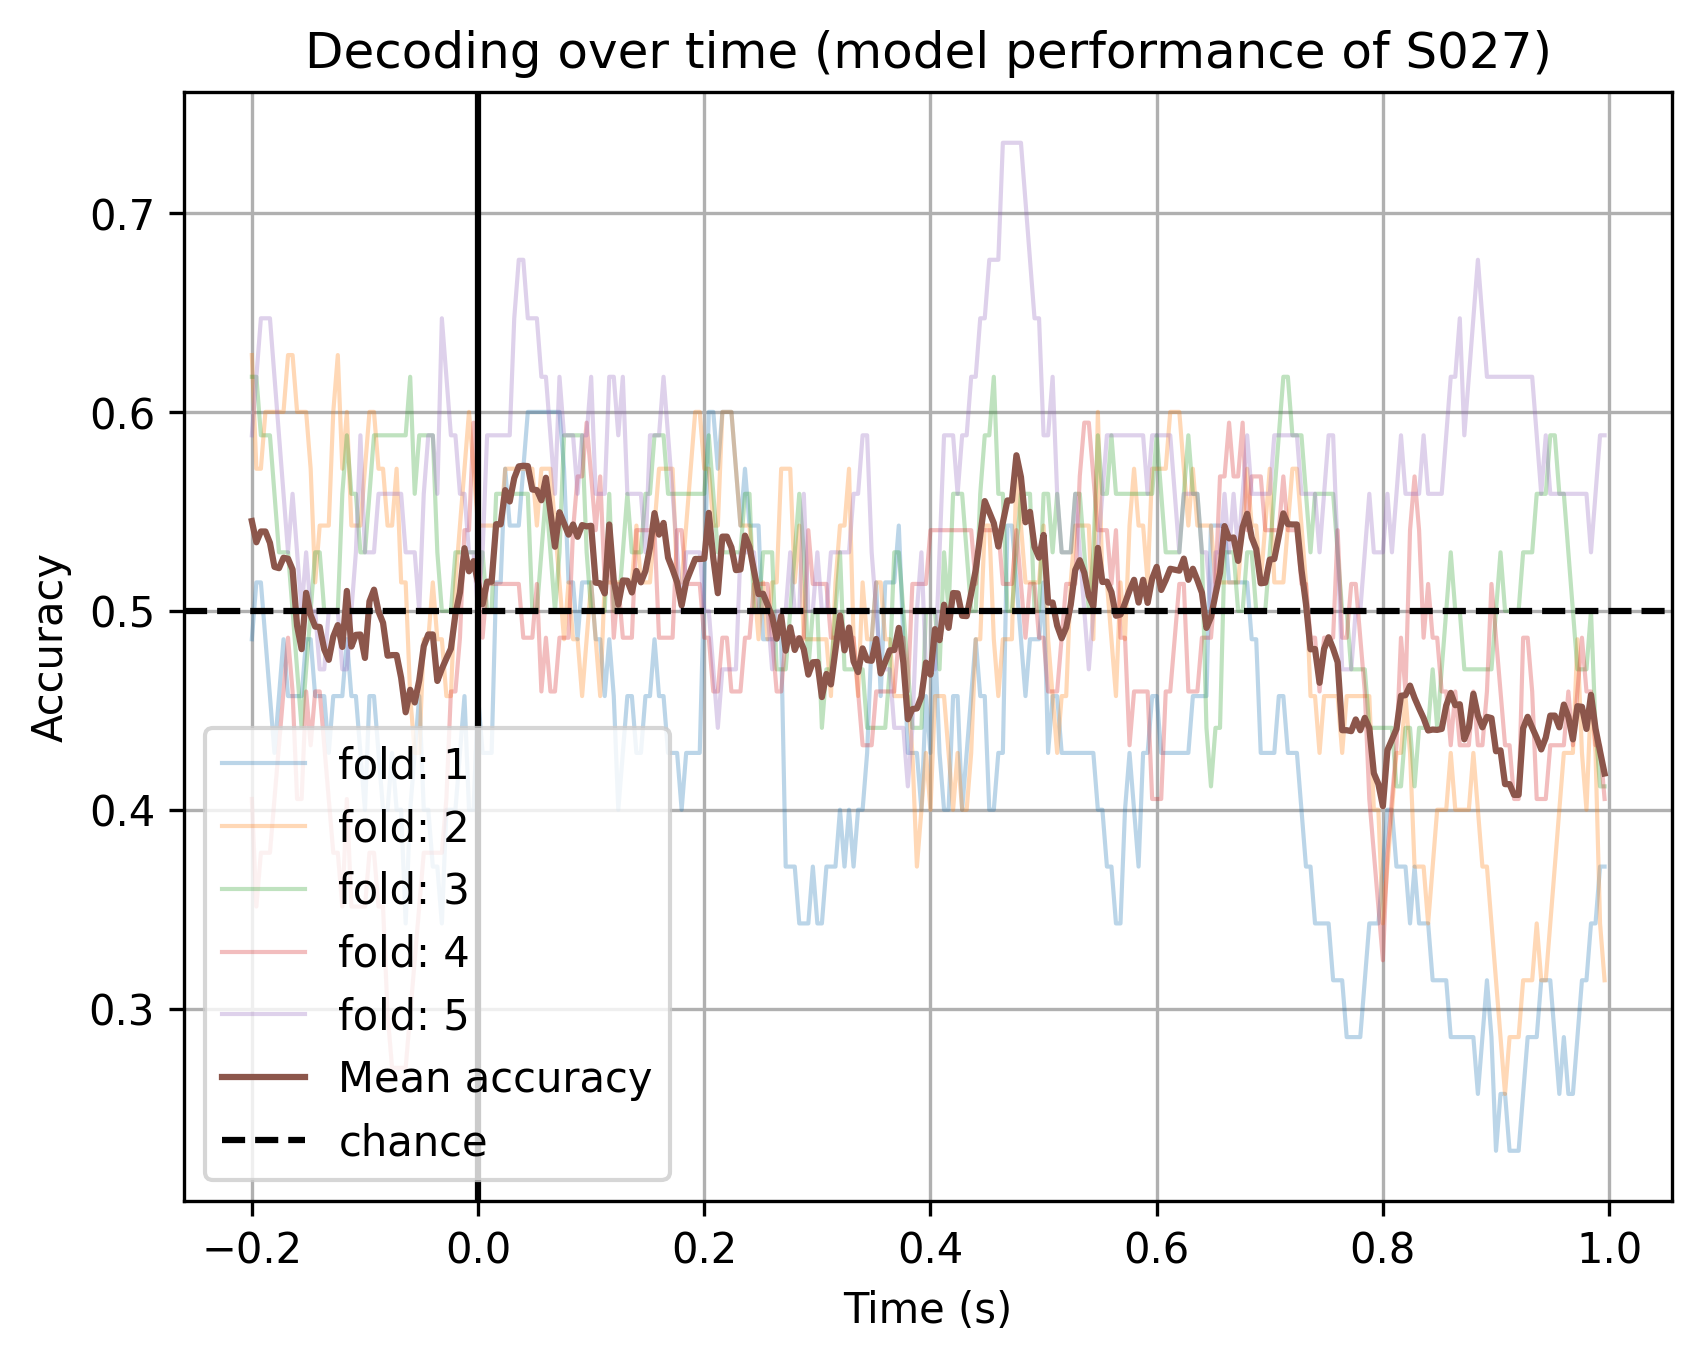 Decoding over time (model performance of S027)
Accuracy
0.7
0.6
0.5
0.4
0.3
fold: 1
fold: 2
fold: 3
fold: 4
fold: 5
Mean accuracy
chance
−0.2 0.0 0.2 0.4 0.6 0.8 1.0
Time (s)